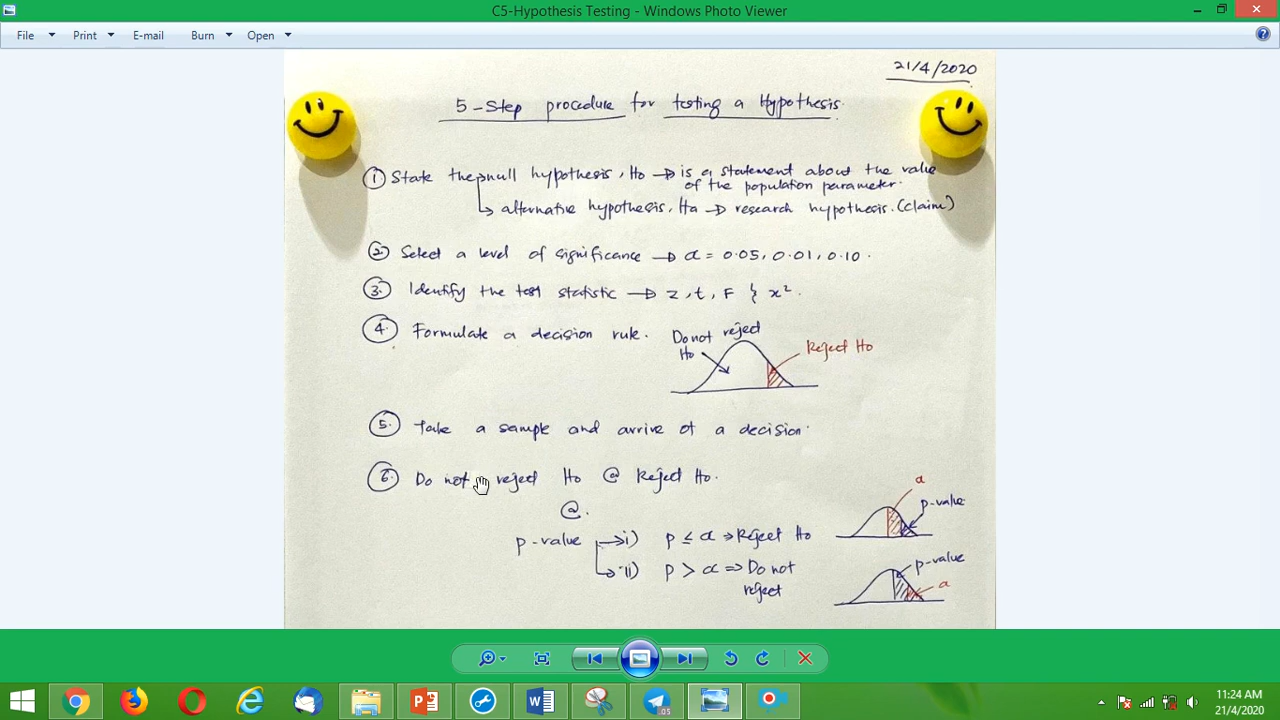 C5-Hypothesis Testing - Windows Photo Viewer
File Print E-mail Burn Open
21/4/2020
5-Step procedure for testing a Hypothesis.
① State the null hypothesis, Ho → is a statement about the value
of the population parameter.
↳ alternative hypothesis, Ha → research hypothesis. (claim)
② Select a level of significance → α = 0.05, 0.01, 0.10.
③ Identify the test statistic → z, t, F & x².
④ Formulate a decision rule.
Do not reject
Ho
Reject Ho
⑤ Take a sample and arrive at a decision.
⑥ Do not reject Ho @ Reject Ho.
@.
α
p-value
p-value → i) p ≤ α ⇒ Reject Ho
↳ ii) p > α ⇒ Do not
reject
p-value
α
05
11:24 AM
21/4/2020